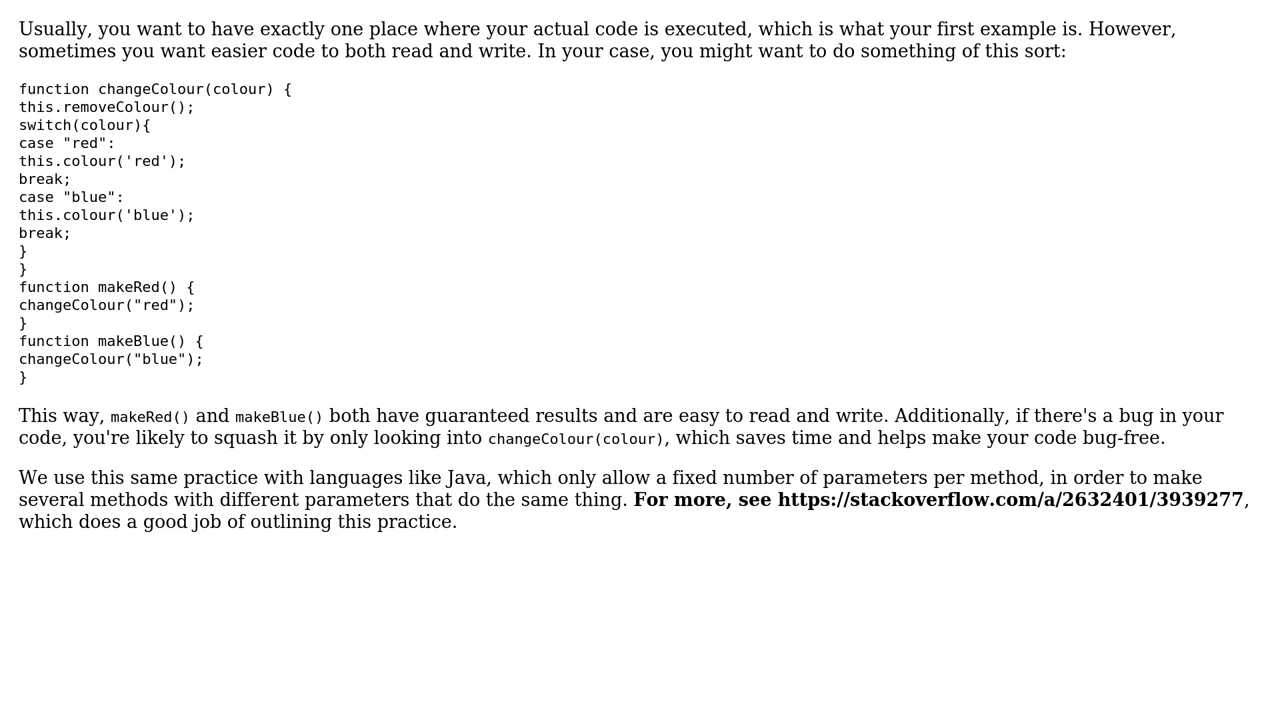 Usually, you want to have exactly one place where your actual code is executed, which is what your first example is. However,
sometimes you want easier code to both read and write. In your case, you might want to do something of this sort:
function changeColour(colour) {
this.removeColour();
switch(colour){
case "red":
this.colour('red');
break;
case "blue":
this.colour('blue');
break;
}
}
function makeRed() {
changeColour("red");
}
function makeBlue() {
changeColour("blue");
}
This way, makeRed() and makeBlue() both have guaranteed results and are easy to read and write. Additionally, if there's a bug in your
code, you're likely to squash it by only looking into changeColour(colour), which saves time and helps make your code bug-free.
We use this same practice with languages like Java, which only allow a fixed number of parameters per method, in order to make
several methods with different parameters that do the same thing. For more, see https://stackoverflow.com/a/2632401/3939277,
which does a good job of outlining this practice.